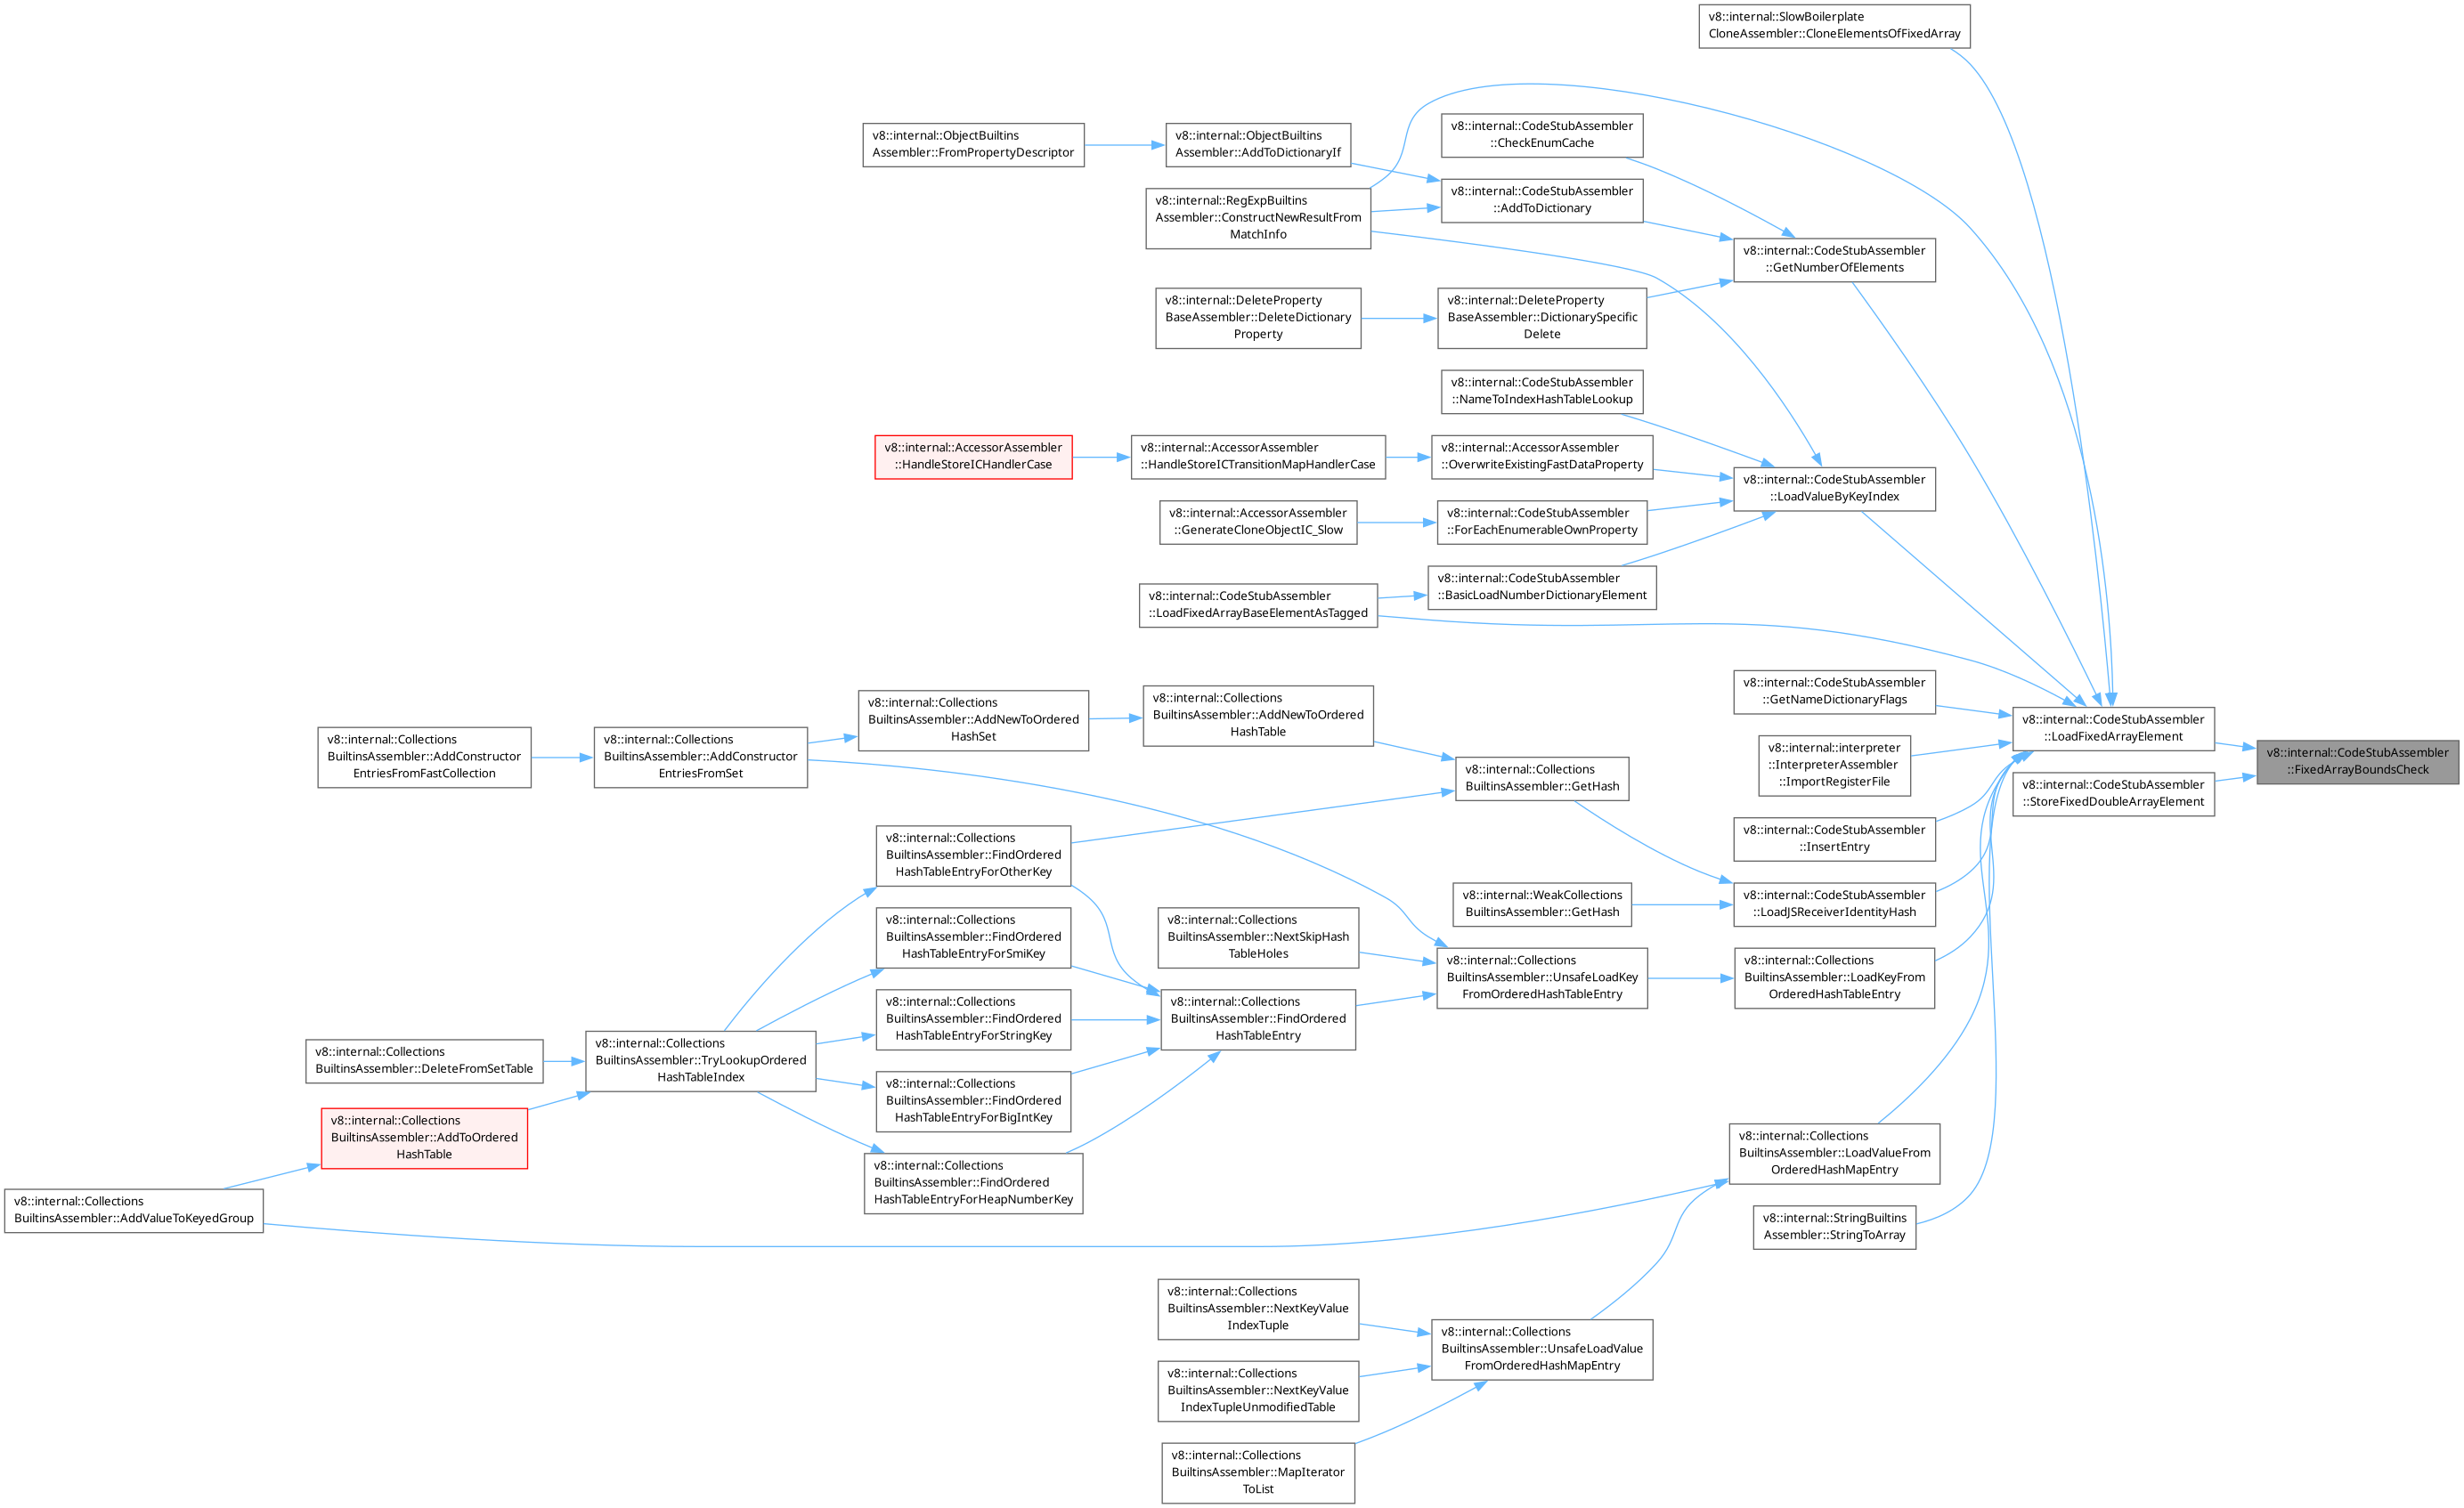 v8::internal::SlowBoilerplate
CloneAssembler::CloneElementsOfFixedArray
v8::internal::ObjectBuiltins
Assembler::FromPropertyDescriptor
v8::internal::ObjectBuiltins
Assembler::AddToDictionaryIf
v8::internal::CodeStubAssembler
::CheckEnumCache
v8::internal::RegExpBuiltins
Assembler::ConstructNewResultFrom
MatchInfo
v8::internal::CodeStubAssembler
::AddToDictionary
v8::internal::CodeStubAssembler
::GetNumberOfElements
v8::internal::DeleteProperty
BaseAssembler::DeleteDictionary
Property
v8::internal::DeleteProperty
BaseAssembler::DictionarySpecific
Delete
v8::internal::CodeStubAssembler
::NameToIndexHashTableLookup
v8::internal::AccessorAssembler
::HandleStoreICHandlerCase
v8::internal::AccessorAssembler
::HandleStoreICTransitionMapHandlerCase
v8::internal::AccessorAssembler
::OverwriteExistingFastDataProperty
v8::internal::CodeStubAssembler
::LoadValueByKeyIndex
v8::internal::AccessorAssembler
::GenerateCloneObjectIC_Slow
v8::internal::CodeStubAssembler
::ForEachEnumerableOwnProperty
v8::internal::CodeStubAssembler
::LoadFixedArrayBaseElementAsTagged
v8::internal::CodeStubAssembler
::BasicLoadNumberDictionaryElement
v8::internal::CodeStubAssembler
::GetNameDictionaryFlags
v8::internal::Collections
BuiltinsAssembler::AddConstructor
EntriesFromFastCollection
v8::internal::Collections
BuiltinsAssembler::AddConstructor
EntriesFromSet
v8::internal::Collections
BuiltinsAssembler::AddNewToOrdered
HashSet
v8::internal::Collections
BuiltinsAssembler::AddNewToOrdered
HashTable
v8::internal::Collections
BuiltinsAssembler::GetHash
v8::internal::interpreter
::InterpreterAssembler
::ImportRegisterFile
v8::internal::CodeStubAssembler
::LoadFixedArrayElement
v8::internal::CodeStubAssembler
::FixedArrayBoundsCheck
v8::internal::CodeStubAssembler
::StoreFixedDoubleArrayElement
v8::internal::CodeStubAssembler
::InsertEntry
v8::internal::Collections
BuiltinsAssembler::FindOrdered
HashTableEntryForOtherKey
v8::internal::WeakCollections
BuiltinsAssembler::GetHash
v8::internal::CodeStubAssembler
::LoadJSReceiverIdentityHash
v8::internal::Collections
BuiltinsAssembler::FindOrdered
HashTableEntryForSmiKey
v8::internal::Collections
BuiltinsAssembler::NextSkipHash
TableHoles
v8::internal::Collections
BuiltinsAssembler::UnsafeLoadKey
FromOrderedHashTableEntry
v8::internal::Collections
BuiltinsAssembler::LoadKeyFrom
OrderedHashTableEntry
v8::internal::Collections
BuiltinsAssembler::FindOrdered
HashTableEntryForStringKey
v8::internal::Collections
BuiltinsAssembler::FindOrdered
HashTableEntry
v8::internal::Collections
BuiltinsAssembler::DeleteFromSetTable
v8::internal::Collections
BuiltinsAssembler::TryLookupOrdered
HashTableIndex
v8::internal::Collections
BuiltinsAssembler::FindOrdered
HashTableEntryForBigIntKey
v8::internal::Collections
BuiltinsAssembler::AddToOrdered
HashTable
v8::internal::Collections
BuiltinsAssembler::FindOrdered
HashTableEntryForHeapNumberKey
v8::internal::Collections
BuiltinsAssembler::LoadValueFrom
OrderedHashMapEntry
v8::internal::Collections
BuiltinsAssembler::AddValueToKeyedGroup
v8::internal::StringBuiltins
Assembler::StringToArray
v8::internal::Collections
BuiltinsAssembler::NextKeyValue
IndexTuple
v8::internal::Collections
BuiltinsAssembler::UnsafeLoadValue
FromOrderedHashMapEntry
v8::internal::Collections
BuiltinsAssembler::NextKeyValue
IndexTupleUnmodifiedTable
v8::internal::Collections
BuiltinsAssembler::MapIterator
ToList